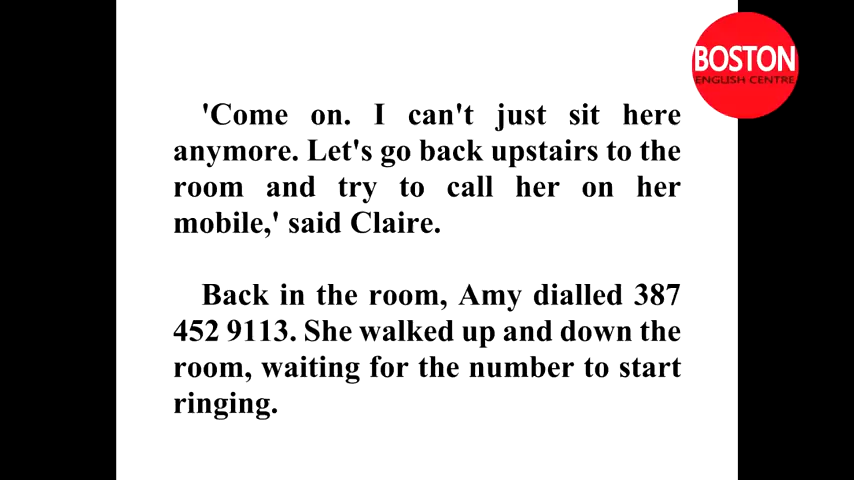 BOSTON
ENGLISH CENTRE
'Come on. I can't just sit here
anymore. Let's go back upstairs to the
room and try to call her on her
mobile,' said Claire.
Back in the room, Amy dialled 387
452 9113. She walked up and down the
room, waiting for the number to start
ringing.